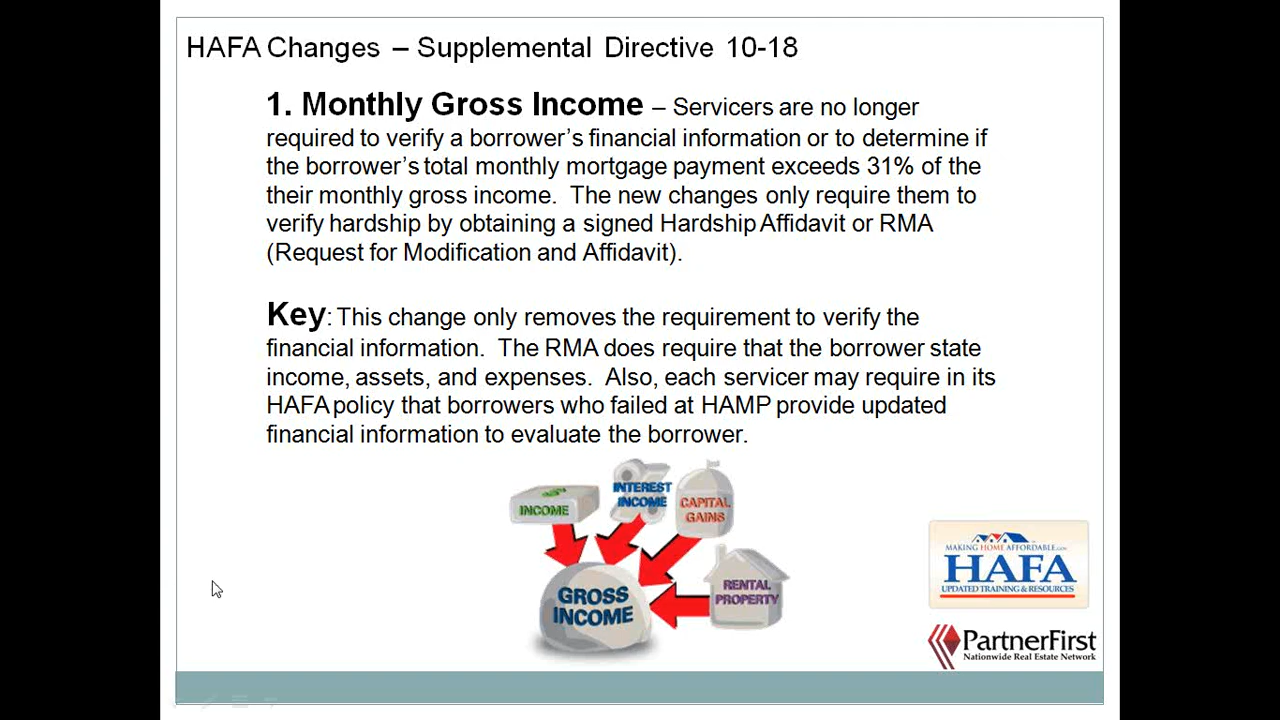 HAFA Changes – Supplemental Directive 10-18
1. Monthly Gross Income – Servicers are no longer
required to verify a borrower's financial information or to determine if
the borrower's total monthly mortgage payment exceeds 31% of the
their monthly gross income. The new changes only require them to
verify hardship by obtaining a signed Hardship Affidavit or RMA
(Request for Modification and Affidavit).
Key: This change only removes the requirement to verify the
financial information. The RMA does require that the borrower state
income, assets, and expenses. Also, each servicer may require in its
HAFA policy that borrowers who failed at HAMP provide updated
financial information to evaluate the borrower.
INCOME
INTEREST
INCOME
CAPITAL
GAINS
RENTAL
PROPERTY
GROSS
INCOME
MAKING HOME AFFORDABLE.COM
HAFA
UPDATED TRAINING & RESOURCES
PartnerFirst
Nationwide Real Estate Network